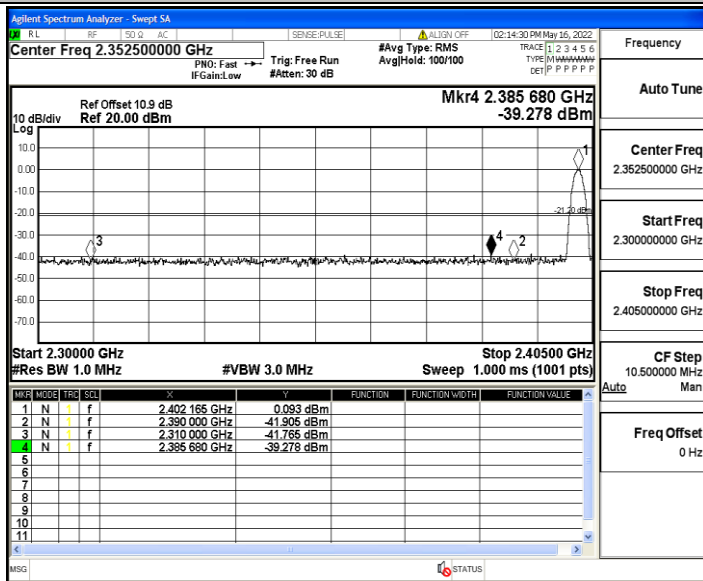 Agilent Spectrum Analyzer - Swept SA
LXI RL RF 50 Ω AC SENSE:PULSE ALIGN OFF 02:14:30 PM May 16, 2022
Center Freq 2.352500000 GHz
PNO: Fast
IFGain:Low
Trig: Free Run
#Atten: 30 dB
#Avg Type: RMS
Avg|Hold: 100/100
TRACE 1 2 3 4 5 6
TYPE M WWWWW
DET P P P P P P
Ref Offset 10.9 dB
10 dB/div Ref 20.00 dBm
Log
Mkr4 2.385 680 GHz
-39.278 dBm
10.0
0.00
-10.0
-20.0
-30.0
-40.0
-50.0
-60.0
-70.0
1
-21.20 dBm
3
4
2
Start 2.30000 GHz Stop 2.40500 GHz
#Res BW 1.0 MHz #VBW 3.0 MHz Sweep 1.000 ms (1001 pts)
MKR MODE TRC SCL X Y FUNCTION FUNCTION WIDTH FUNCTION VALUE
1 N 1 f 2.402 165 GHz 0.093 dBm
2 N 1 f 2.390 000 GHz -41.905 dBm
3 N 1 f 2.310 000 GHz -41.765 dBm
4 N 1 f 2.385 680 GHz -39.278 dBm
5
6
7
8
9
10
11
MSG STATUS
Frequency
Auto Tune
Center Freq
2.352500000 GHz
Start Freq
2.300000000 GHz
Stop Freq
2.405000000 GHz
CF Step
10.500000 MHz
Auto Man
Freq Offset
0 Hz